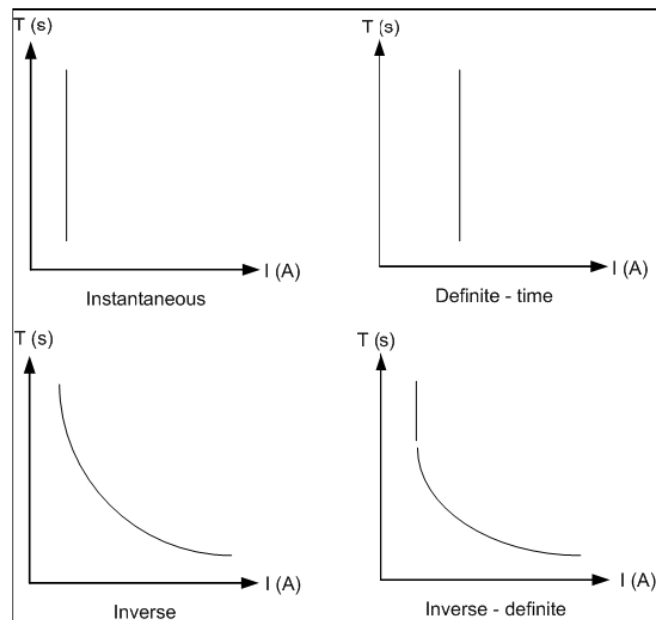 T (s)
T (s)
I (A)
I (A)
Instantaneous
Definite - time
T (s)
T (s)
I (A)
I (A)
Inverse
Inverse - definite